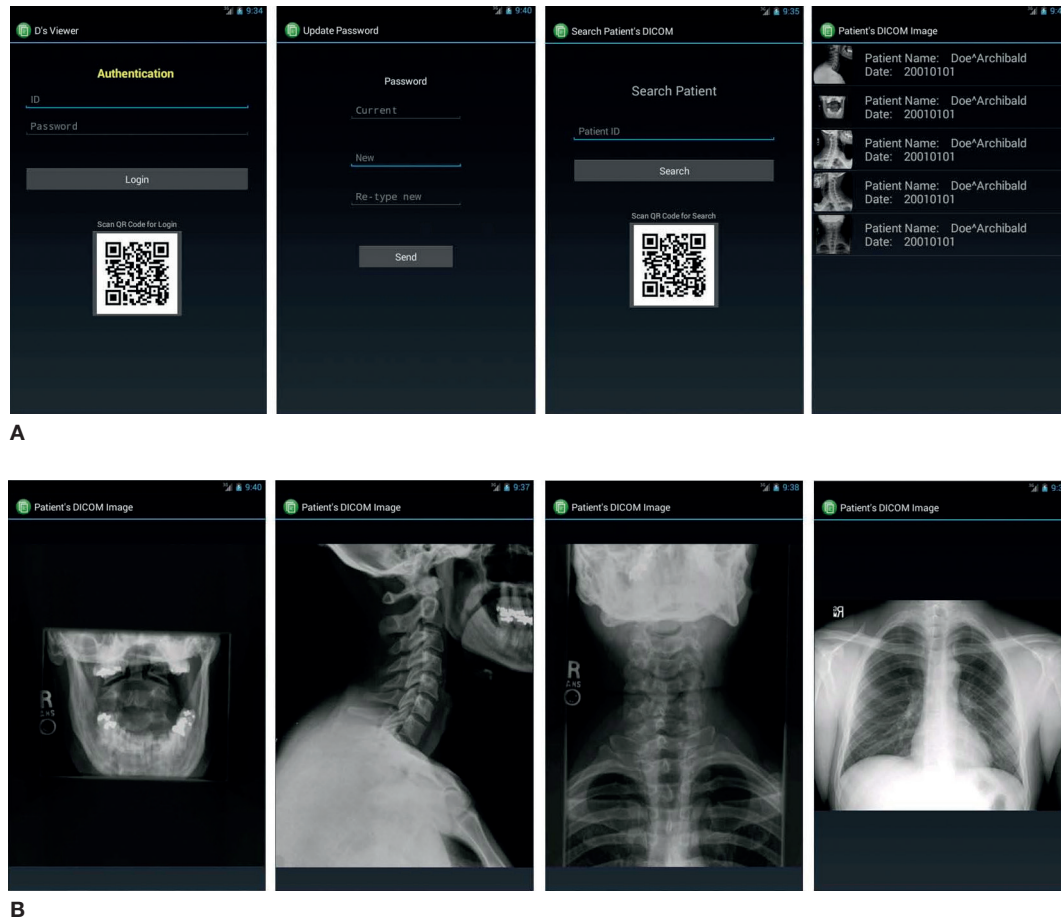 9:34
D's Viewer
Authentication
ID
Password
Login
Scan QR Code for Login
9:40
Update Password
Password
Current
New
Re-type new
Send
9:35
Search Patient's DICOM
Search Patient
Patient ID
Search
Scan QR Code for Search
Patient's DICOM Image
Patient Name: Doe^Archibald
Date: 20010101
Patient Name: Doe^Archibald
Date: 20010101
Patient Name: Doe^Archibald
Date: 20010101
Patient Name: Doe^Archibald
Date: 20010101
Patient Name: Doe^Archibald
Date: 20010101
A
9:40
Patient's DICOM Image
R
9:37
Patient's DICOM Image
9:38
Patient's DICOM Image
R
Patient's DICOM Image
B